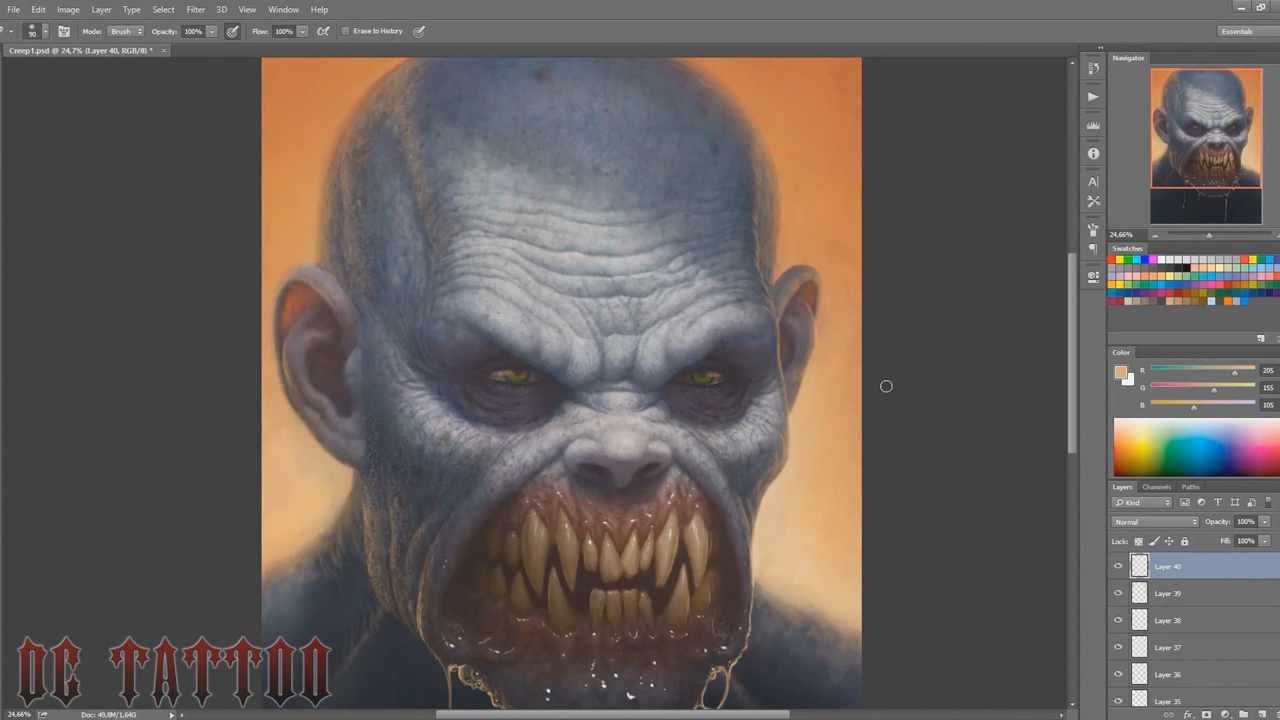 File Edit Image Layer Type Select Filter 3D View Window Help
90 Mode: Brush Opacity: 100% Flow: 100% Erase to History Essentials
Creep1.psd @ 24,7% (Layer 40, RGB/8) * ×
Navigator
24,66%
Swatches
Color
R 205
G 155
B 105
Layers Channels Paths
Kind
Normal Opacity: 100%
Lock: Fill: 100%
Layer 40
Layer 39
Layer 38
Layer 37
Layer 36
Layer 35
OG TATTOO
24,66% Doc: 49,8M/1,64G